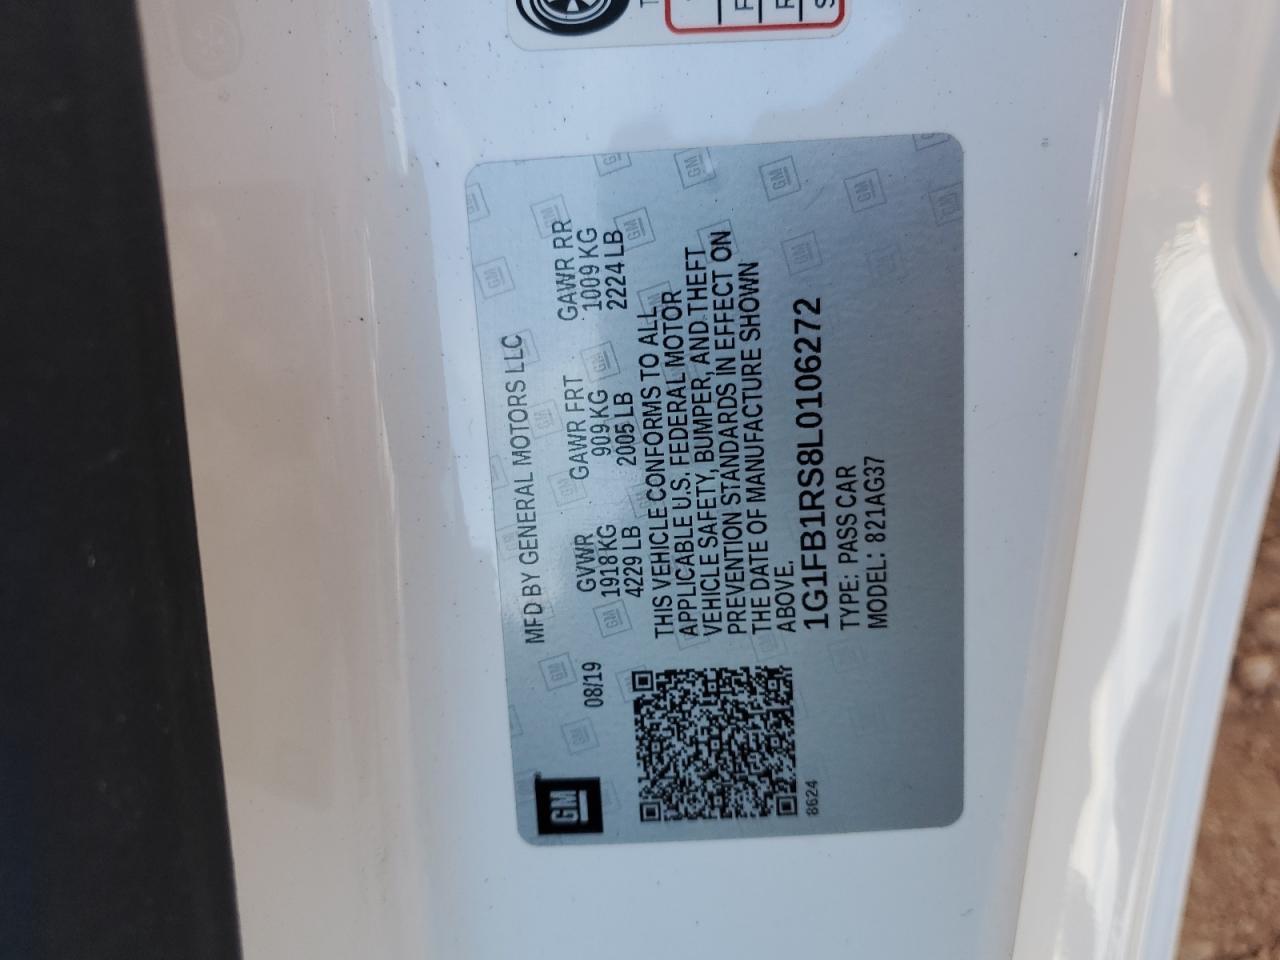 GM
MFD BY GENERAL MOTORS LLC
08/19
GVWR GAWR FRT GAWR RR
1918 KG 909 KG 1009 KG
4229 LB 2005 LB 2224 LB
THIS VEHICLE CONFORMS TO ALL
APPLICABLE U.S. FEDERAL MOTOR
VEHICLE SAFETY, BUMPER, AND THEFT
PREVENTION STANDARDS IN EFFECT ON
THE DATE OF MANUFACTURE SHOWN
ABOVE.
1G1FB1RS8L0106272
TYPE: PASS CAR
MODEL: 821AG37
8624